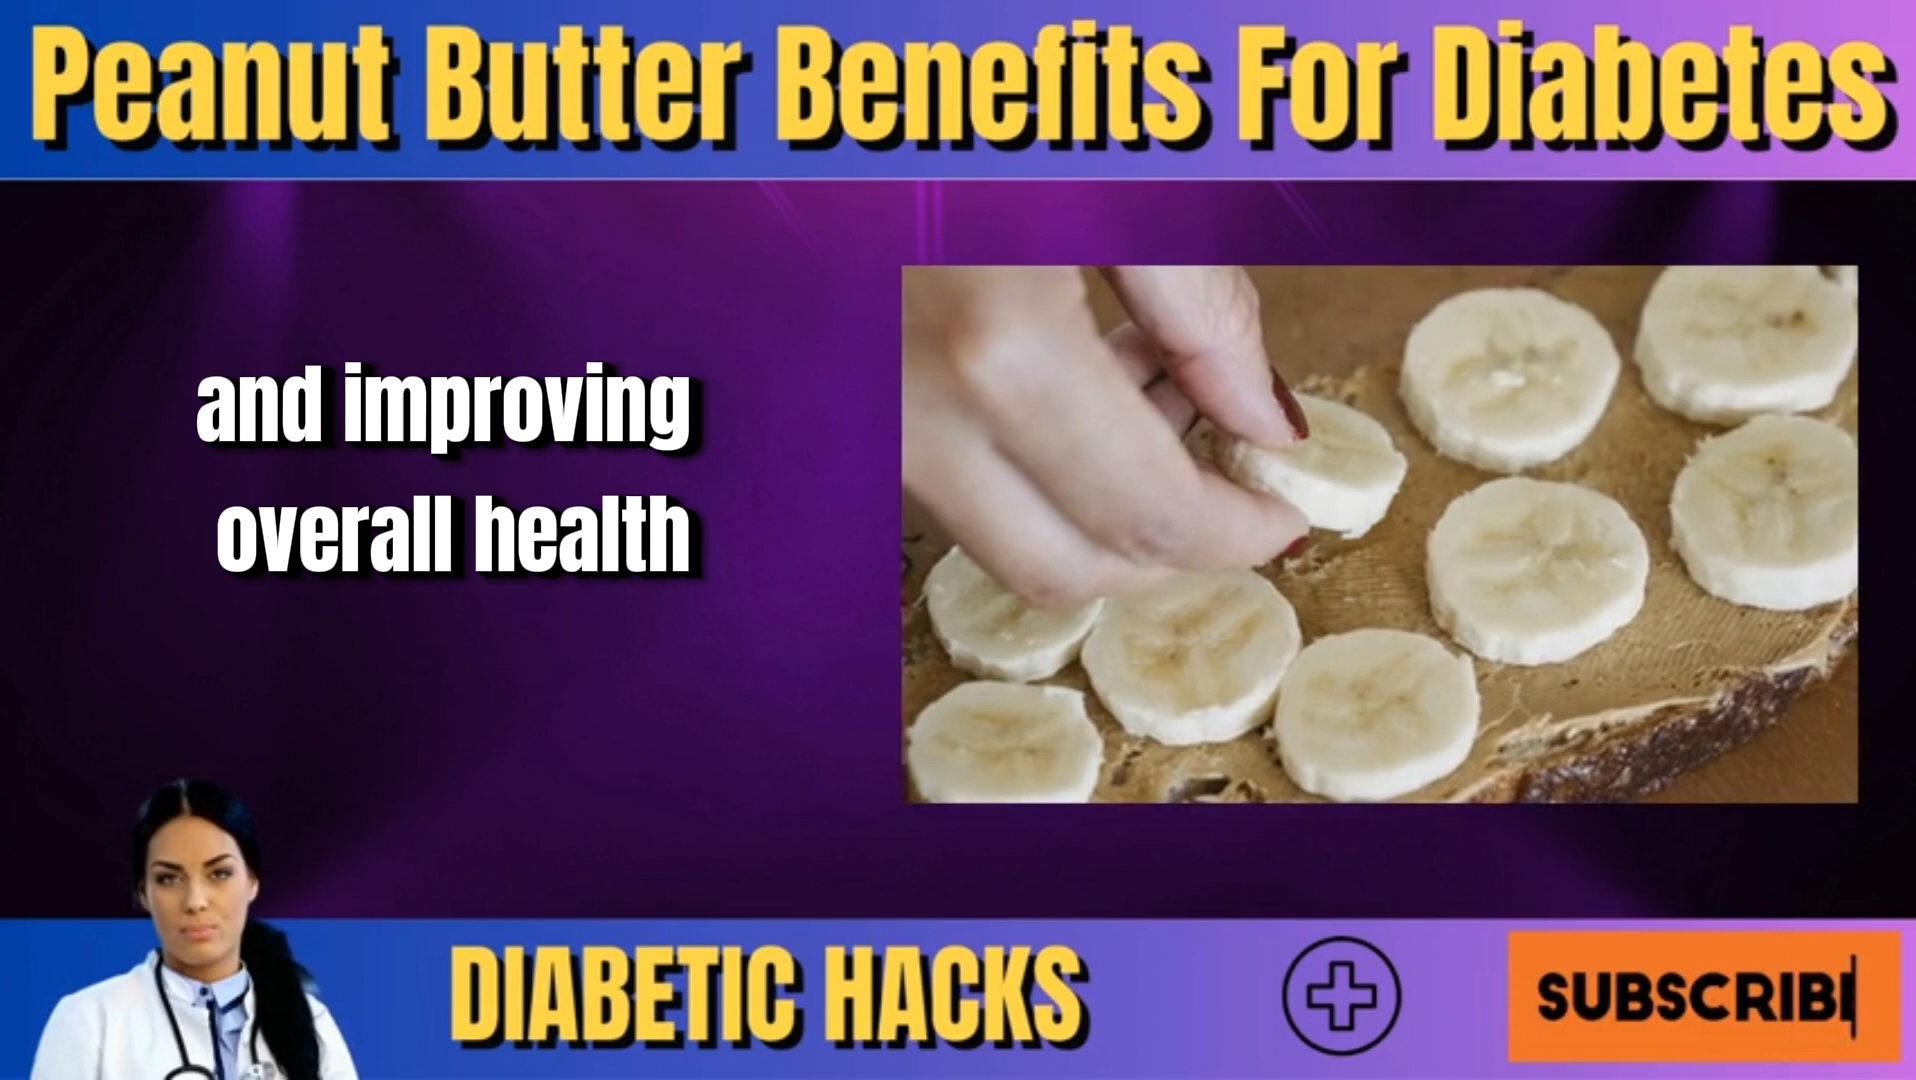 Peanut Butter Benefits For Diabetes
and improving
overall health
DIABETIC HACKS
SUBSCRIB